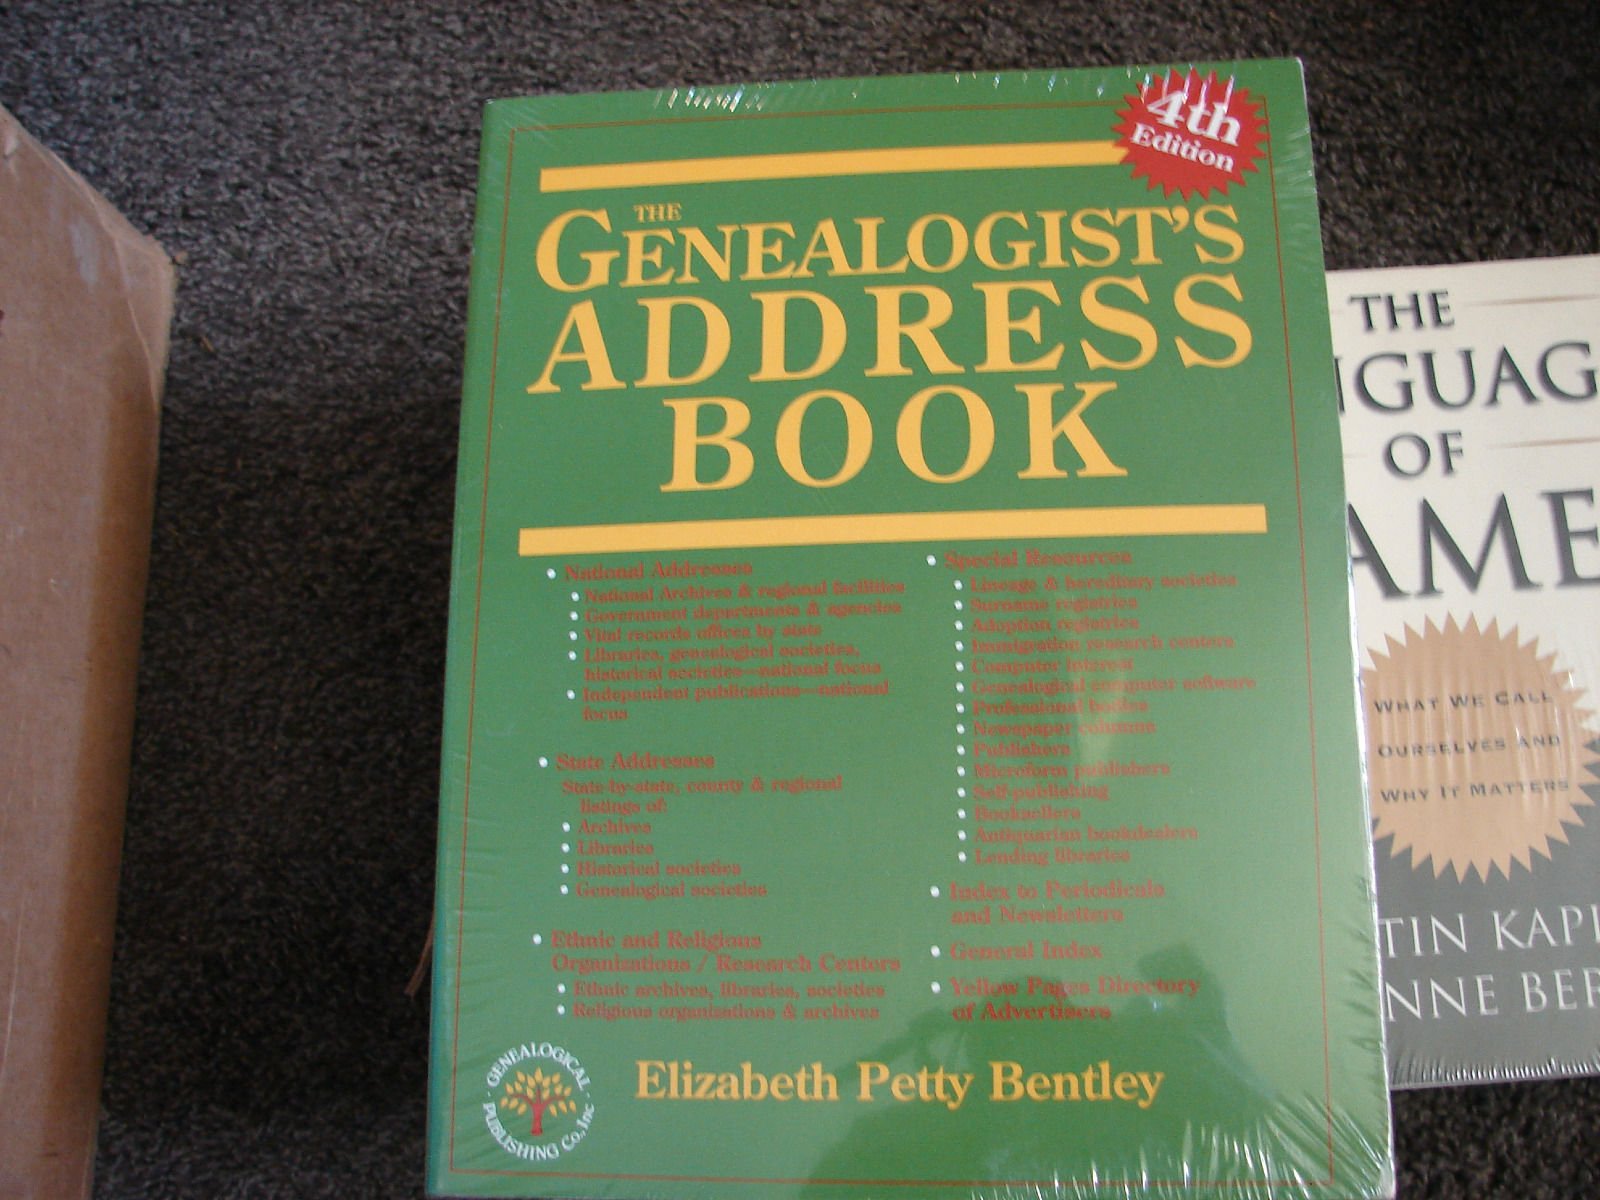 4th
Edition
THE
GENEALOGIST'S
ADDRESS
BOOK
• National Addresses
• National Archives & regional facilities
• Government departments & agencies
• Vital records offices by state
• Libraries, genealogical societies,
historical societies—national focus
• Independent publications—national
focus
• State Addresses
State-by-state, county & regional
listings of:
• Archives
• Libraries
• Historical societies
• Genealogical societies
• Ethnic and Religious
Organizations / Research Centers
• Ethnic archives, libraries, societies
• Religious organizations & archives
• Special Resources
• Lineage & hereditary societies
• Surname registries
• Adoption registries
• Immigration research centers
• Computer interest
• Genealogical computer software
• Professional bodies
• Newspaper columns
• Publishers
• Microform publishers
• Self-publishing
• Booksellers
• Antiquarian bookdealers
• Lending libraries
• Index to Periodicals
and Newsletters
• General Index
• Yellow Pages Directory
of Advertisers
GENEALOGICAL
PUBLISHING CO., INC
Elizabeth Petty Bentley
THE
NGUAG
OF
AME
WHAT WE CALL
OURSELVES AND
WHY IT MATTERS
TIN KAPL
NNE BER